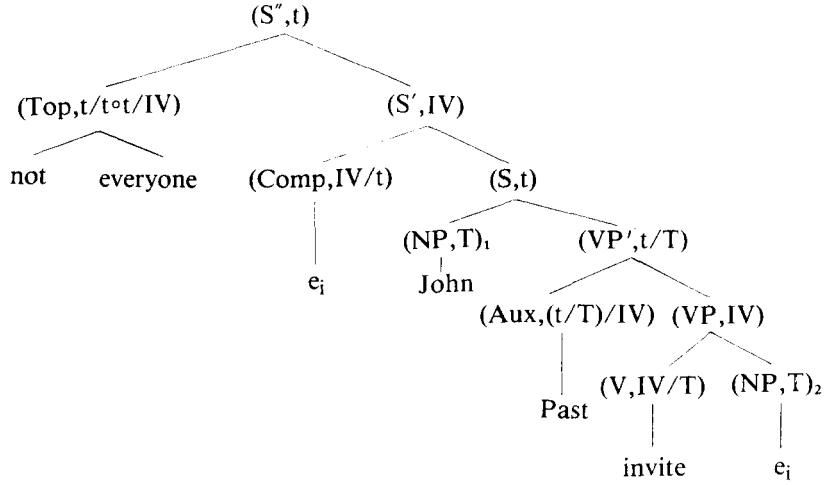 (S″,t)
(Top,t/t∘t/IV) (S′,IV)
not everyone (Comp,IV/t) (S,t)
(NP,T)₁ (VP′,t/T)
eᵢ John
(Aux,(t/T)/IV) (VP,IV)
(V,IV/T) (NP,T)₂
Past
invite eᵢ